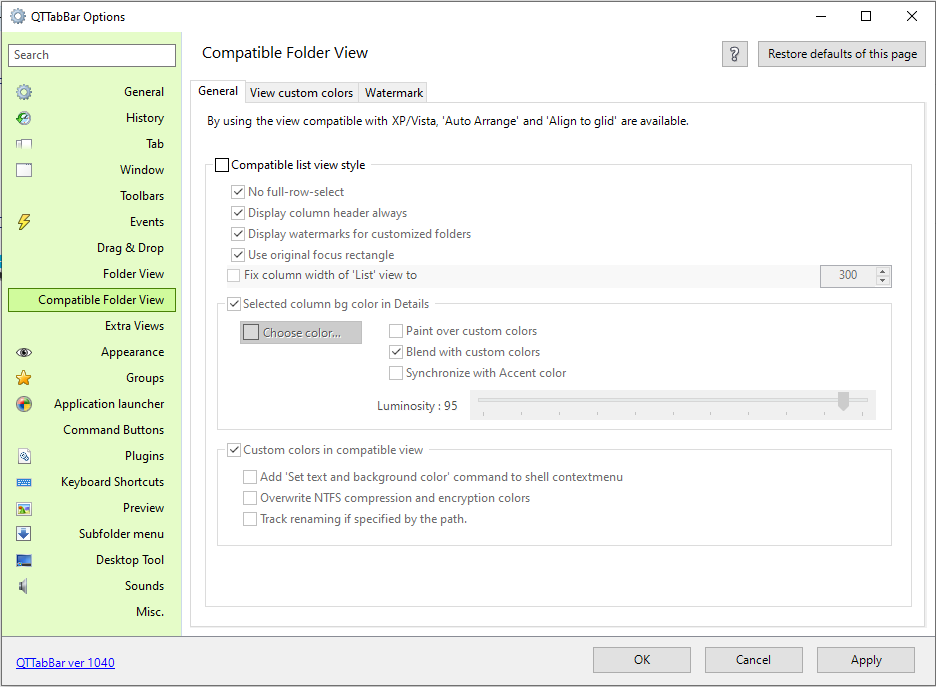 QTTabBar Options
Search
General
History
Tab
Window
Toolbars
Events
Drag & Drop
Folder View
Compatible Folder View
Extra Views
Appearance
Groups
Application launcher
Command Buttons
Plugins
Keyboard Shortcuts
Preview
Subfolder menu
Desktop Tool
Sounds
Misc.
Compatible Folder View
?
Restore defaults of this page
General View custom colors Watermark
By using the view compatible with XP/Vista, 'Auto Arrange' and 'Align to glid' are available.
Compatible list view style
No full-row-select
Display column header always
Display watermarks for customized folders
Use original focus rectangle
Fix column width of 'List' view to 300
Selected column bg color in Details
Choose color...
Paint over custom colors
Blend with custom colors
Synchronize with Accent color
Luminosity : 95
Custom colors in compatible view
Add 'Set text and background color' command to shell contextmenu
Overwrite NTFS compression and encryption colors
Track renaming if specified by the path.
QTTabBar ver 1040
OK Cancel Apply